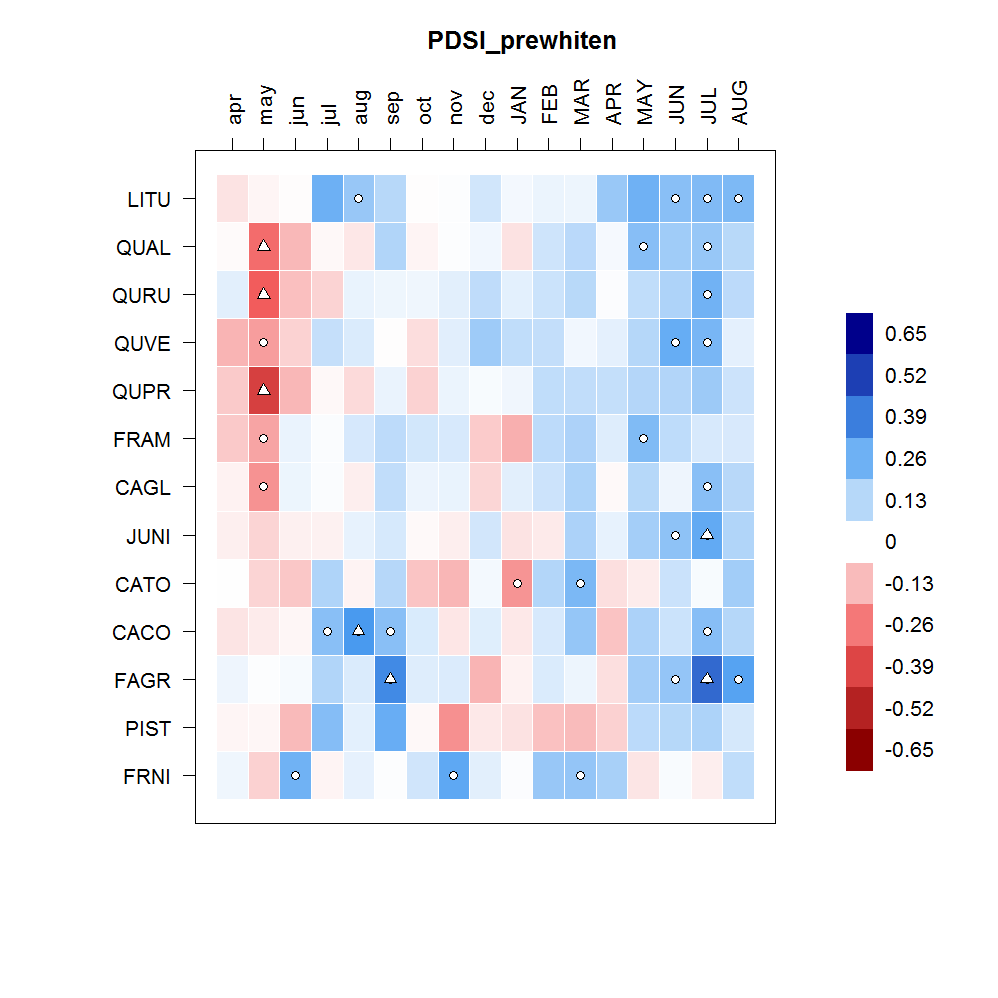 PDSI_prewhiten
apr may jun jul aug sep oct nov dec JAN FEB MAR APR MAY JUN JUL AUG
LITU
QUAL
QURU
QUVE
QUPR
FRAM
CAGL
JUNI
CATO
CACO
FAGR
PIST
FRNI
0.65
0.52
0.39
0.26
0.13
0
-0.13
-0.26
-0.39
-0.52
-0.65